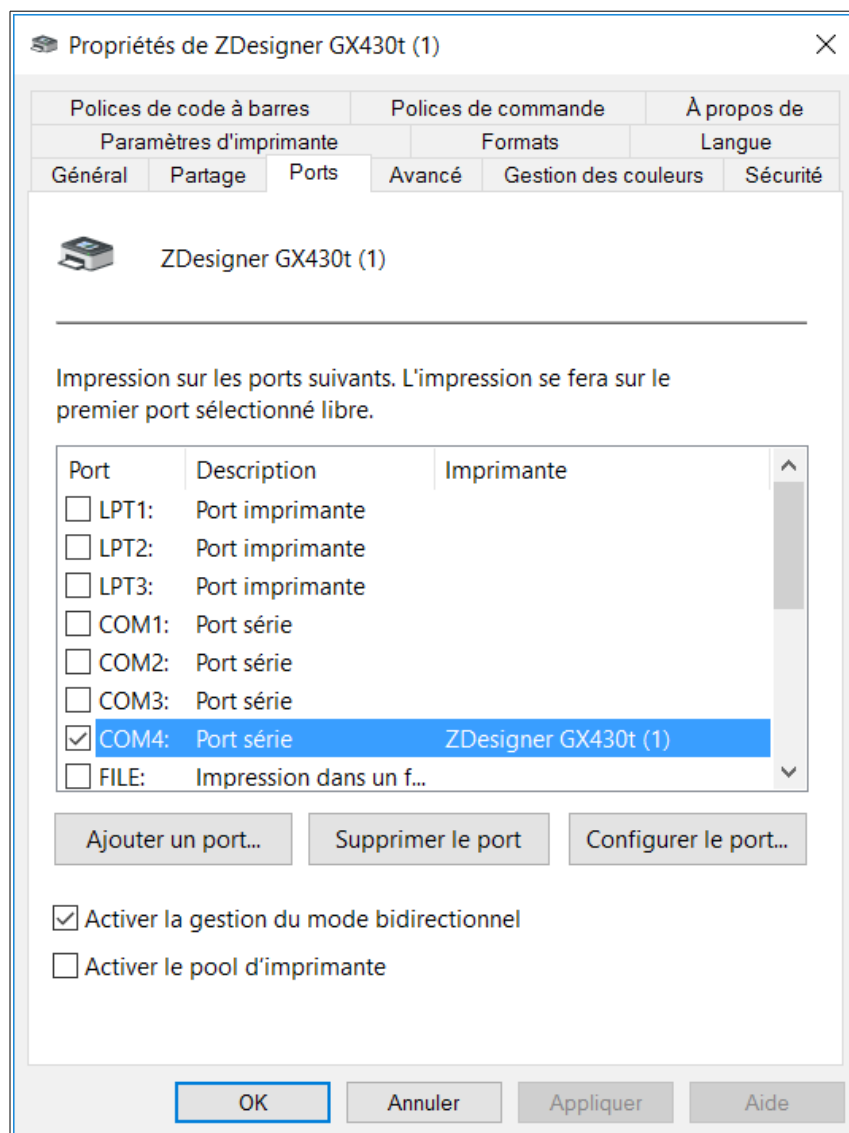 Propriétés de ZDesigner GX430t (1)
Polices de code à barres Polices de commande À propos de
Paramètres d'imprimante Formats Langue
Général Partage Ports Avancé Gestion des couleurs Sécurité
ZDesigner GX430t (1)
Impression sur les ports suivants. L'impression se fera sur le
premier port sélectionné libre.
Port Description Imprimante
LPT1: Port imprimante
LPT2: Port imprimante
LPT3: Port imprimante
COM1: Port série
COM2: Port série
COM3: Port série
COM4: Port série ZDesigner GX430t (1)
FILE: Impression dans un f...
Ajouter un port... Supprimer le port Configurer le port...
Activer la gestion du mode bidirectionnel
Activer le pool d’imprimante
OK Annuler Appliquer Aide